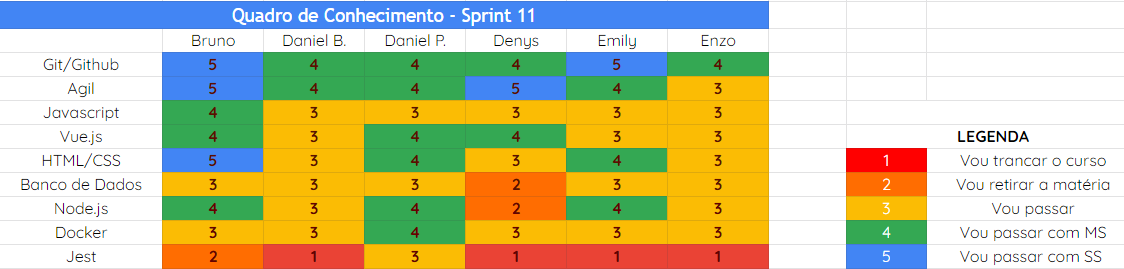 Quadro de Conhecimento - Sprint 11
Bruno Daniel B. Daniel P. Denys Emily Enzo
Git/Github 5 4 4 4 5 4
Agil 5 4 4 5 4 3
Javascript 4 3 3 3 3 3
Vue.js 4 3 4 4 3 3
LEGENDA
HTML/CSS 5 3 4 3 4 3
1 Vou trancar o curso
Banco de Dados 3 3 3 2 3 3
2 Vou retirar a matéria
Node.js 4 3 4 2 4 3
3 Vou passar
Docker 3 3 4 3 3 3
4 Vou passar com MS
Jest 2 1 3 1 1 1
5 Vou passar com SS